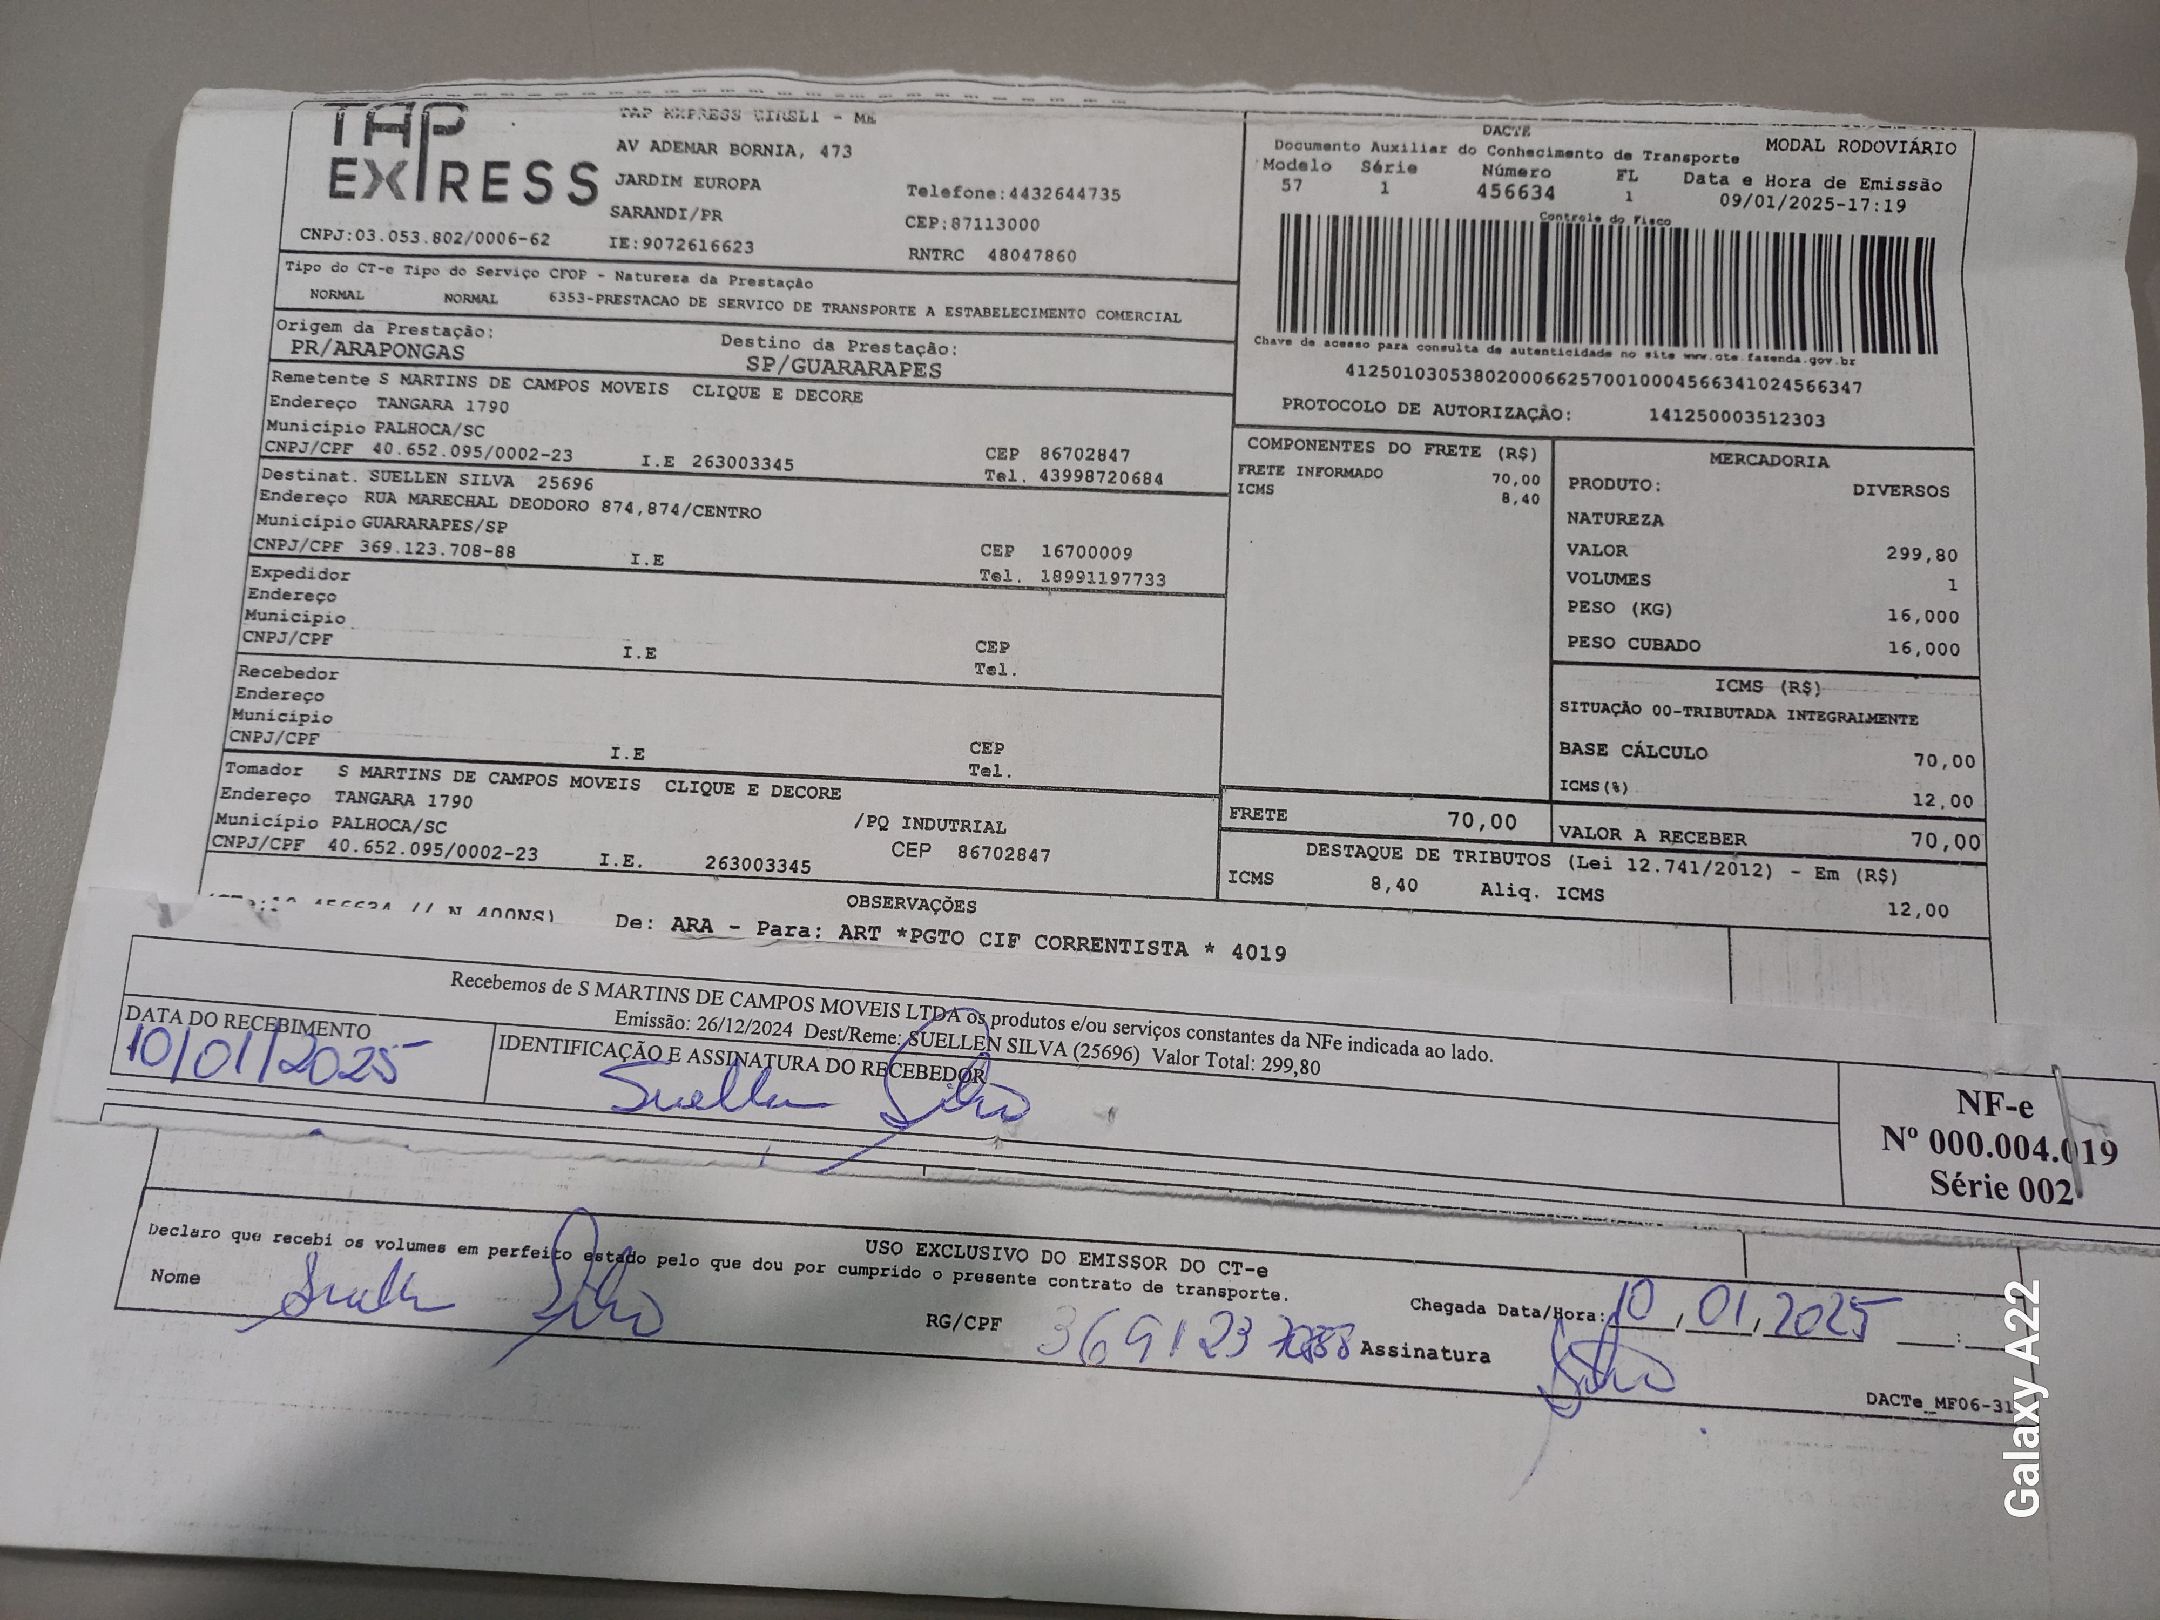 TAP
EXPRESS
TAP EXPRESS EIRELI - ME
AV ADEMAR BORNIA, 473
JARDIM EUROPA
Telefone:4432644735
SARANDI/PR
CEP:87113000
CNPJ:03.053.802/0006-62
IE:9072616623
RNTRC 48047860
DACTE
MODAL RODOVIÁRIO
Documento Auxiliar do Conhecimento de Transporte
Modelo Série Número FL Data e Hora de Emissão
57 1 456634 1 09/01/2025-17:19
Controle do Fisco
Chave de acesso para consulta de autenticidade no site www.cte.fazenda.gov.br
41250103053802000662570010004566341024566347
PROTOCOLO DE AUTORIZAÇÃO: 141250003512303
Tipo do CT-e Tipo do Serviço CFOP - Natureza da Prestação
NORMAL NORMAL 6353-PRESTACAO DE SERVICO DE TRANSPORTE A ESTABELECIMENTO COMERCIAL
Origem da Prestação: Destino da Prestação:
PR/ARAPONGAS SP/GUARARAPES
Remetente S MARTINS DE CAMPOS MOVEIS CLIQUE E DECORE
Endereço TANGARA 1790
Município PALHOCA/SC CEP 86702847
CNPJ/CPF 40.652.095/0002-23 I.E 263003345 Tel. 43998720684
Destinat. SUELLEN SILVA 25696
Endereço RUA MARECHAL DEODORO 874,874/CENTRO
Município GUARARAPES/SP CEP 16700009
CNPJ/CPF 369.123.708-88 I.E Tel. 18991197733
Expedidor
Endereço
Município CEP
CNPJ/CPF I.E Tel.
Recebedor
Endereço
Município CEP
CNPJ/CPF I.E Tel.
Tomador S MARTINS DE CAMPOS MOVEIS CLIQUE E DECORE
Endereço TANGARA 1790 /PQ INDUTRIAL
Município PALHOCA/SC CEP 86702847
CNPJ/CPF 40.652.095/0002-23 I.E. 263003345
COMPONENTES DO FRETE (R$)
FRETE INFORMADO 70,00
ICMS 8,40
MERCADORIA
PRODUTO: DIVERSOS
NATUREZA
VALOR 299,80
VOLUMES 1
PESO (KG) 16,000
PESO CUBADO 16,000
ICMS (R$)
SITUAÇÃO 00-TRIBUTADA INTEGRALMENTE
BASE CÁLCULO 70,00
ICMS(%) 12,00
FRETE 70,00
VALOR A RECEBER 70,00
DESTAQUE DE TRIBUTOS (Lei 12.741/2012) - Em (R$)
ICMS 8,40 Aliq. ICMS 12,00
OBSERVAÇÕES
De: ARA - Para: ART *PGTO CIF CORRENTISTA * 4019
Recebemos de S MARTINS DE CAMPOS MOVEIS LTDA os produtos e/ou serviços constantes da NFe indicada ao lado.
Emissão: 26/12/2024 Dest/Reme: SUELLEN SILVA (25696) Valor Total: 299,80
DATA DO RECEBIMENTO
10/01/2025
IDENTIFICAÇÃO E ASSINATURA DO RECEBEDOR
Suellen Silva
NF-e
Nº 000.004.019
Série 002
USO EXCLUSIVO DO EMISSOR DO CT-e
Declaro que recebi os volumes em perfeito estado pelo que dou por cumprido o presente contrato de transporte.
Nome Suellen Silva
RG/CPF
Chegada Data/Hora: 10, 01, 2025 :
Assinatura Silva
DACTe_MF06-31
Galaxy A22